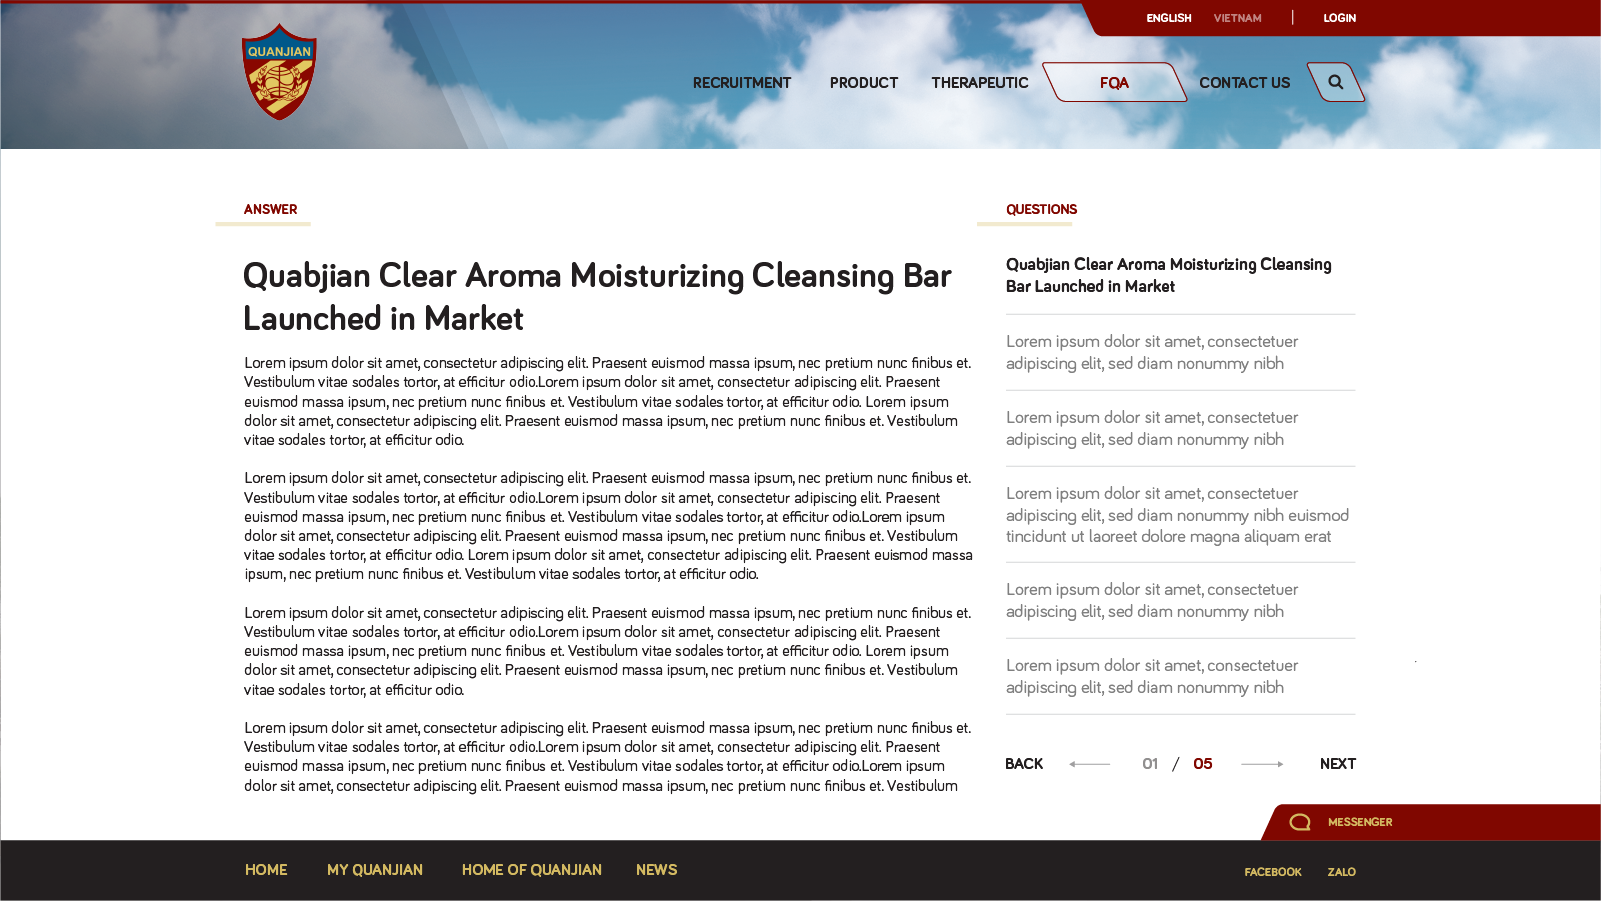 ENGLISH VIETNAM | LOGIN
QUANJIAN
RECRUITMENT PRODUCT THERAPEUTIC FQA CONTACT US
ANSWER
Quabjian Clear Aroma Moisturizing Cleansing Bar
Launched in Market
Lorem ipsum dolor sit amet, consectetur adipiscing elit. Praesent euismod massa ipsum, nec pretium nunc finibus et.
Vestibulum vitae sodales tortor, at efficitur odio.Lorem ipsum dolor sit amet, consectetur adipiscing elit. Praesent
euismod massa ipsum, nec pretium nunc finibus et. Vestibulum vitae sodales tortor, at efficitur odio. Lorem ipsum
dolor sit amet, consectetur adipiscing elit. Praesent euismod massa ipsum, nec pretium nunc finibus et. Vestibulum
vitae sodales tortor, at efficitur odio.
Lorem ipsum dolor sit amet, consectetur adipiscing elit. Praesent euismod massa ipsum, nec pretium nunc finibus et.
Vestibulum vitae sodales tortor, at efficitur odio.Lorem ipsum dolor sit amet, consectetur adipiscing elit. Praesent
euismod massa ipsum, nec pretium nunc finibus et. Vestibulum vitae sodales tortor, at efficitur odio.Lorem ipsum
dolor sit amet, consectetur adipiscing elit. Praesent euismod massa ipsum, nec pretium nunc finibus et. Vestibulum
vitae sodales tortor, at efficitur odio. Lorem ipsum dolor sit amet, consectetur adipiscing elit. Praesent euismod massa
ipsum, nec pretium nunc finibus et. Vestibulum vitae sodales tortor, at efficitur odio.
Lorem ipsum dolor sit amet, consectetur adipiscing elit. Praesent euismod massa ipsum, nec pretium nunc finibus et.
Vestibulum vitae sodales tortor, at efficitur odio.Lorem ipsum dolor sit amet, consectetur adipiscing elit. Praesent
euismod massa ipsum, nec pretium nunc finibus et. Vestibulum vitae sodales tortor, at efficitur odio. Lorem ipsum
dolor sit amet, consectetur adipiscing elit. Praesent euismod massa ipsum, nec pretium nunc finibus et. Vestibulum
vitae sodales tortor, at efficitur odio.
Lorem ipsum dolor sit amet, consectetur adipiscing elit. Praesent euismod massa ipsum, nec pretium nunc finibus et.
Vestibulum vitae sodales tortor, at efficitur odio.Lorem ipsum dolor sit amet, consectetur adipiscing elit. Praesent
euismod massa ipsum, nec pretium nunc finibus et. Vestibulum vitae sodales tortor, at efficitur odio.Lorem ipsum
dolor sit amet, consectetur adipiscing elit. Praesent euismod massa ipsum, nec pretium nunc finibus et. Vestibulum
QUESTIONS
Quabjian Clear Aroma Moisturizing Cleansing
Bar Launched in Market
Lorem ipsum dolor sit amet, consectetuer
adipiscing elit, sed diam nonummy nibh
Lorem ipsum dolor sit amet, consectetuer
adipiscing elit, sed diam nonummy nibh
Lorem ipsum dolor sit amet, consectetuer
adipiscing elit, sed diam nonummy nibh euismod
tincidunt ut laoreet dolore magna aliquam erat
Lorem ipsum dolor sit amet, consectetuer
adipiscing elit, sed diam nonummy nibh
Lorem ipsum dolor sit amet, consectetuer
adipiscing elit, sed diam nonummy nibh
BACK 01 / 05 NEXT
MESSENGER
HOME MY QUANJIAN HOME OF QUANJIAN NEWS FACEBOOK ZALO